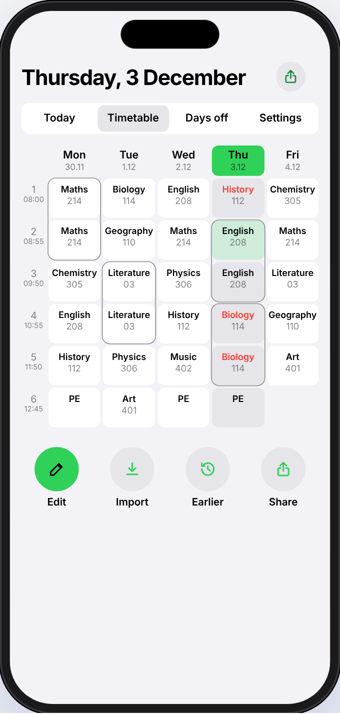 Thursday, 3 December
Today Timetable Days off Settings
Mon Tue Wed Thu Fri
30.11 1.12 2.12 3.12 4.12
1 Maths Biology English History Chemistry
08:00 214 114 208 112 305
2 Maths Geography Maths English Maths
08:55 214 110 214 208 214
3 Chemistry Literature Physics English Literature
09:50 305 03 306 208 03
4 English Literature History Biology Geography
10:55 208 03 112 114 110
5 History Physics Music Biology Art
11:50 112 306 402 114 401
6 PE Art PE PE
12:45 401
Edit Import Earlier Share